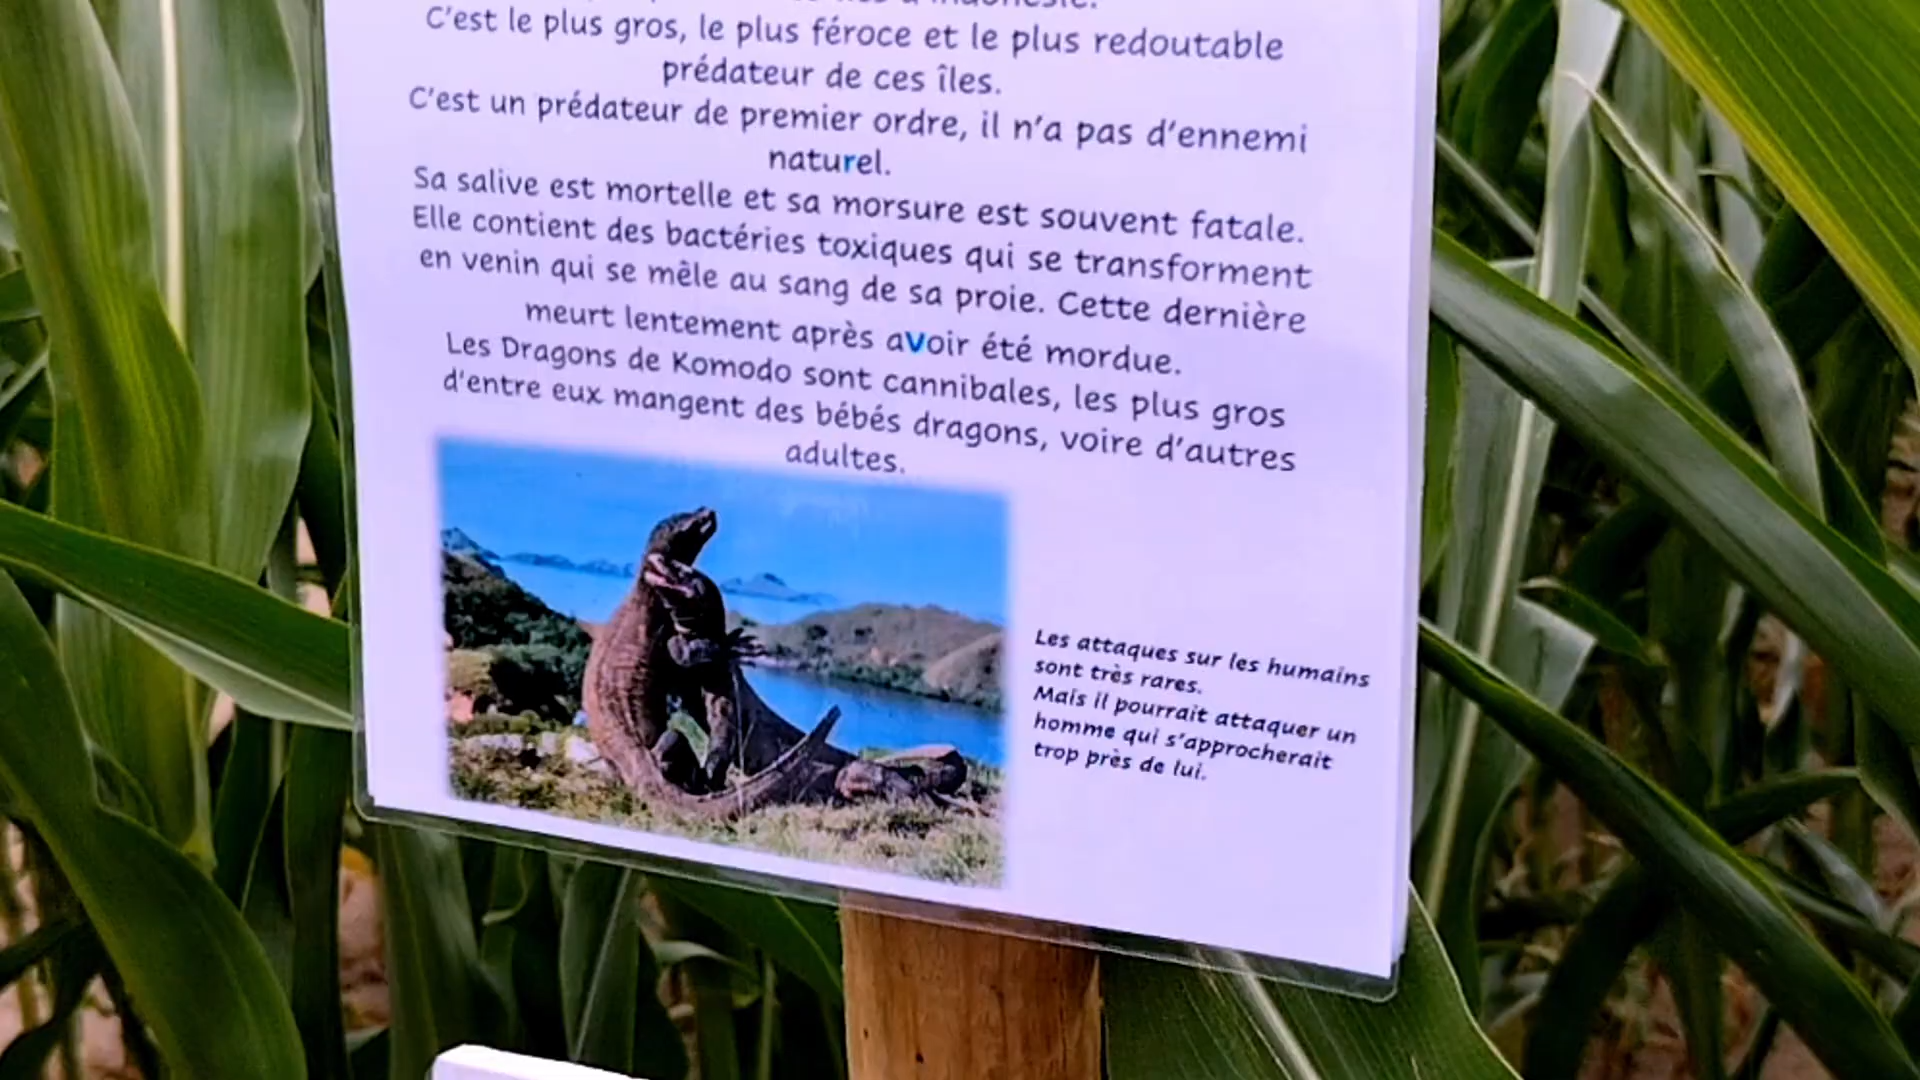 d'Indonésie.
C'est le plus gros, le plus féroce et le plus redoutable
prédateur de ces îles.
C'est un prédateur de premier ordre, il n'a pas d'ennemi
naturel.
Sa salive est mortelle et sa morsure est souvent fatale.
Elle contient des bactéries toxiques qui se transforment
en venin qui se mêle au sang de sa proie. Cette dernière
meurt lentement après avoir été mordue.
Les Dragons de Komodo sont cannibales, les plus gros
d'entre eux mangent des bébés dragons, voire d'autres
adultes.
Les attaques sur les humains
sont très rares.
Mais il pourrait attaquer un
homme qui s'approcherait
trop près de lui.